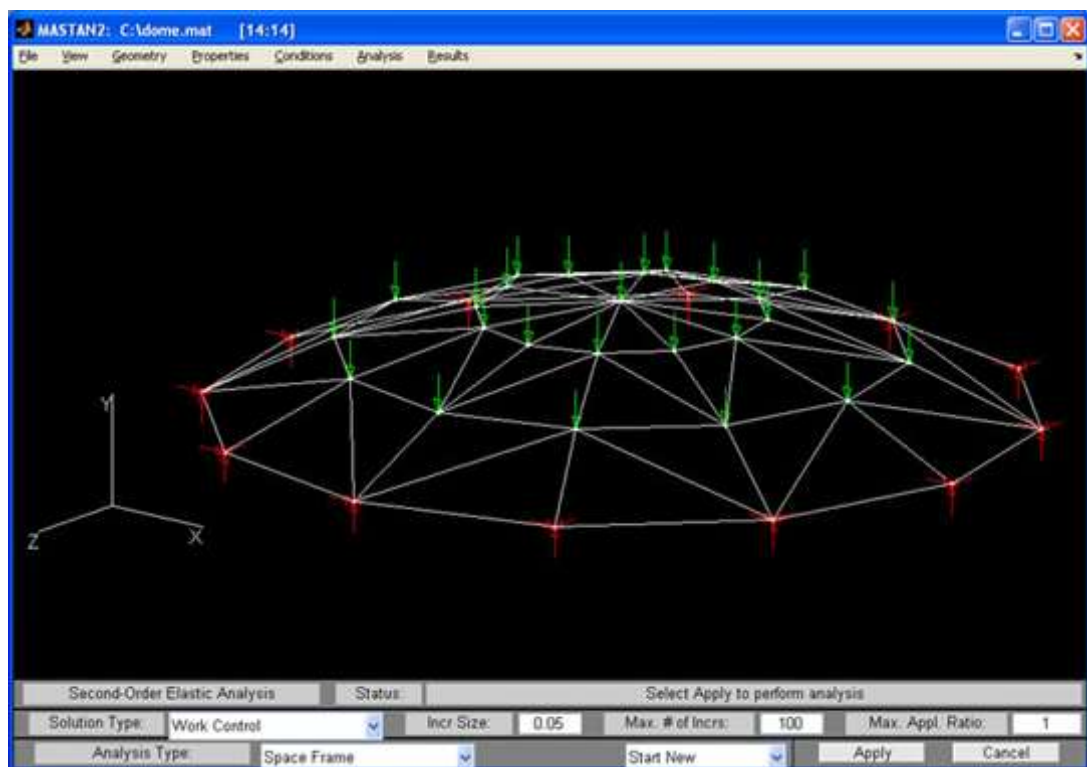 MASTAN2: C:\dome.mat [14:14]
File View Geometry Properties Conditions Analysis Results
Y
Z X
Second-Order Elastic Analysis Status: Select Apply to perform analysis
Solution Type: Work Control Incr Size: 0.05 Max. # of Incrs: 100 Max. Appl. Ratio: 1
Analysis Type: Space Frame Start New Apply Cancel